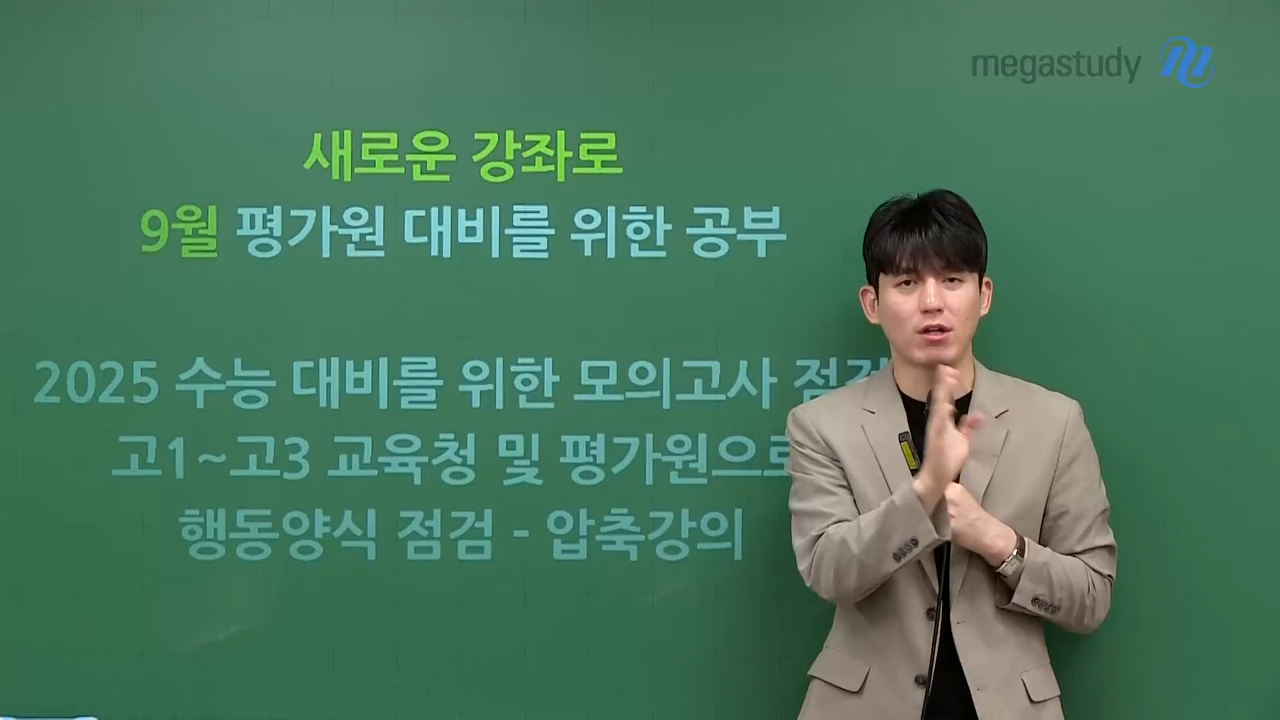 megastudy
새로운 강좌로
9월 평가원 대비를 위한 공부
2025 수능 대비를 위한 모의고사
고1~고3 교육청 및 평가원으로
행동양식 점검 - 압축강의